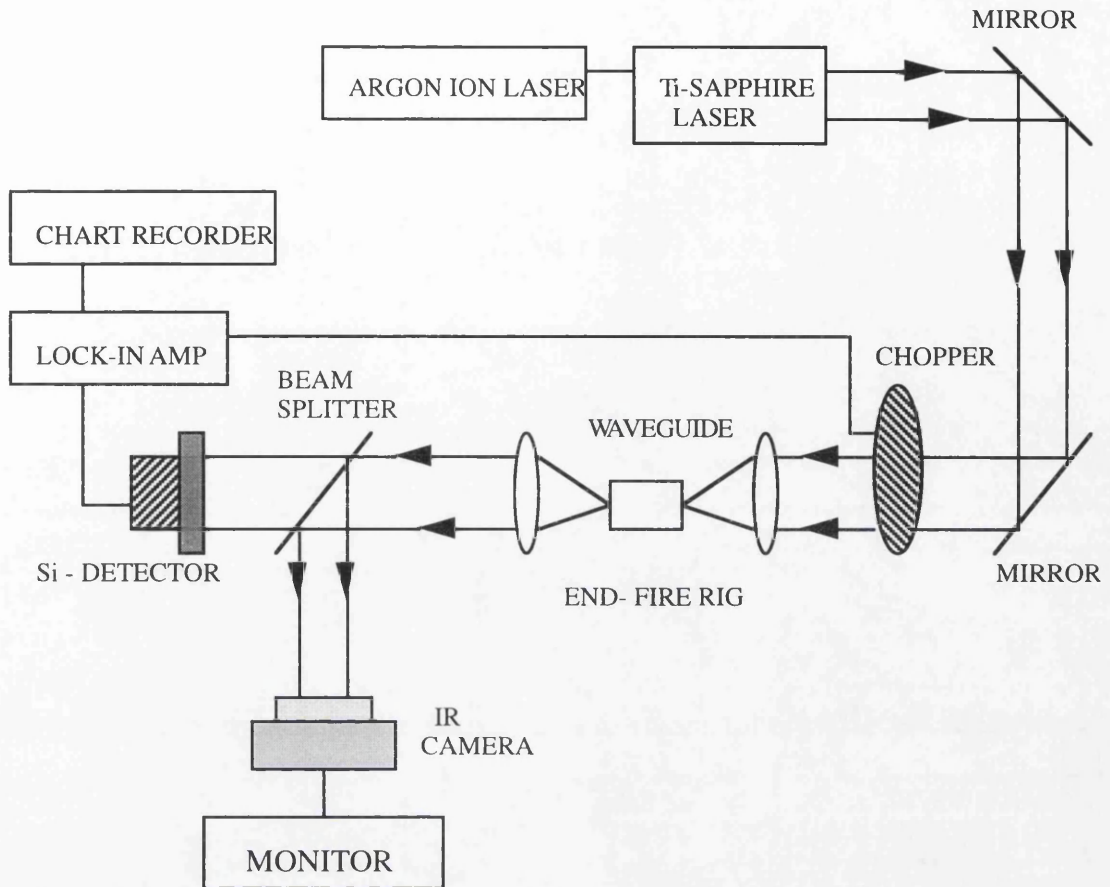 MIRROR
ARGON ION LASER
Ti-SAPPHIRE
LASER
CHART RECORDER
LOCK-IN AMP
BEAM
SPLITTER
WAVEGUIDE
CHOPPER
Si - DETECTOR
END- FIRE RIG
MIRROR
IR
CAMERA
MONITOR